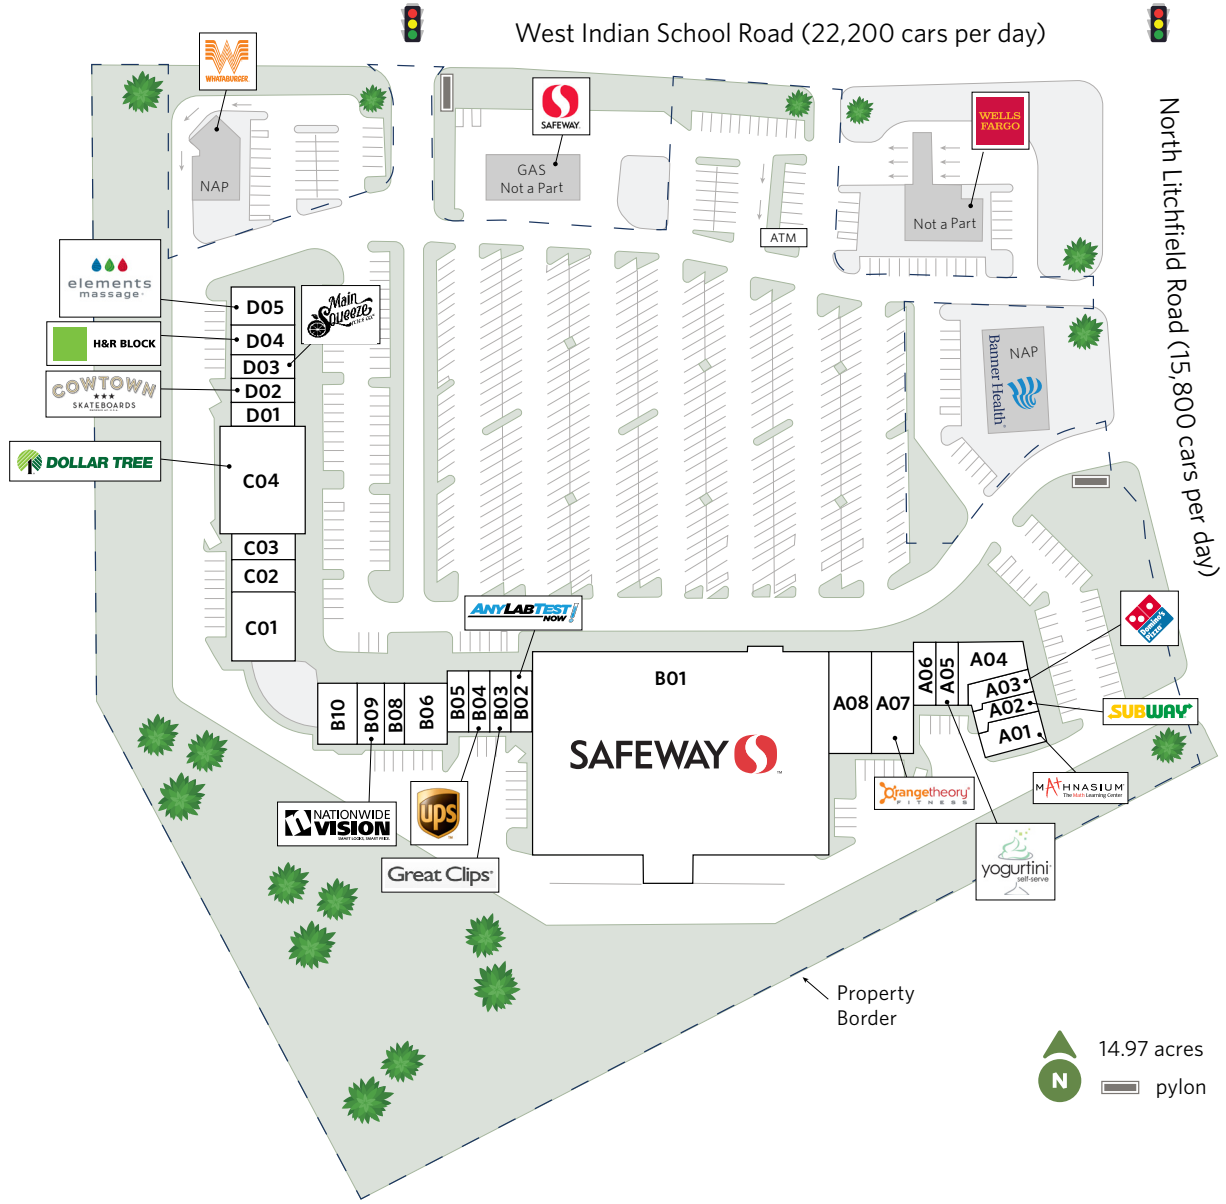 West Indian School Road (22,200 cars per day)
North Litchfield Road (15,800 cars per day)
WHATABURGER
NAP
SAFEWAY
GAS
Not a Part
WELLS
FARGO
Not a Part
ATM
NAP
Banner Health
elements
massage
H&R BLOCK
COWTOWN
SKATEBOARDS
DOLLAR TREE
Main
Squeeze
D05
D04
D03
D02
D01
C04
C03
C02
C01
ANYLABTEST
NOW
B10
B09
B08
B06
B05
B04
B03
B02
B01
SAFEWAY
A08
A07
A06
A05
A04
A03
A02
A01
Domino's
Pizza
SUBWAY
MATHNASIUM
The Math Learning Center
orangetheory
FITNESS
yogurtini
self-serve
NATIONWIDE
VISION
ups
Great Clips
Property
Border
N
14.97 acres
pylon